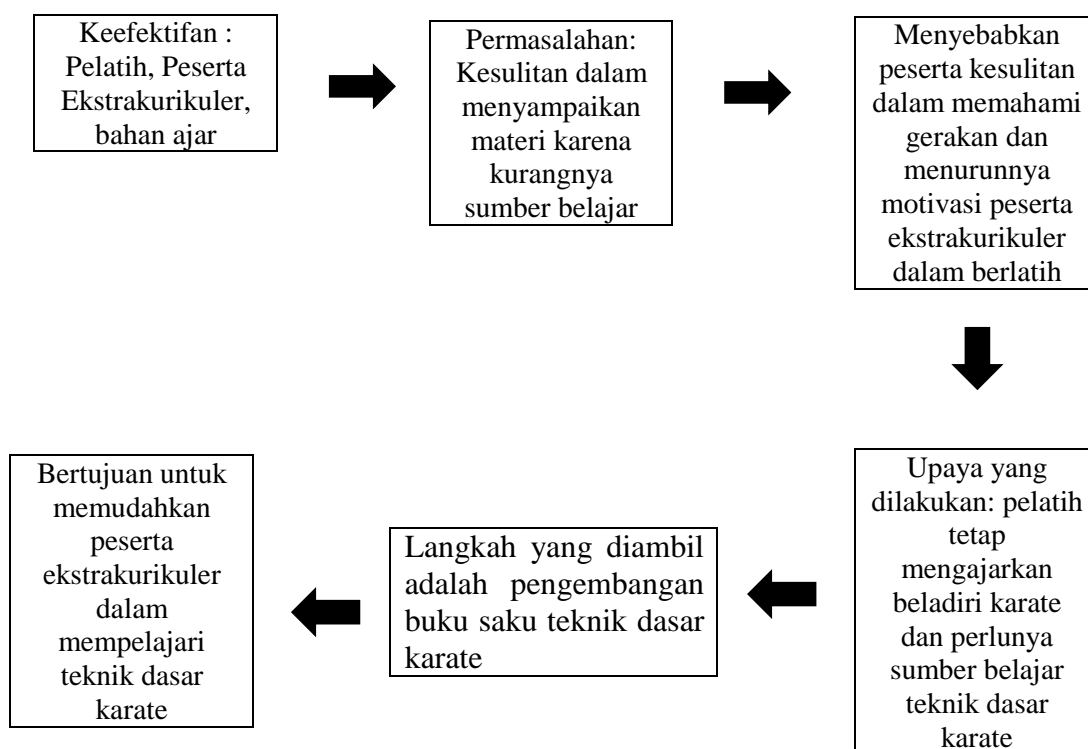 Keefektifan :
Pelatih, Peserta
Ekstrakurikuler,
bahan ajar
Permasalahan:
Kesulitan dalam
menyampaikan
materi karena
kurangnya
sumber belajar
Menyebabkan
peserta kesulitan
dalam memahami
gerakan dan
menurunnya
motivasi peserta
ekstrakurikuler
dalam berlatih
Upaya yang
dilakukan: pelatih
tetap
mengajarkan
beladiri karate
dan perlunya
sumber belajar
teknik dasar
karate
Langkah yang diambil
adalah pengembangan
buku saku teknik dasar
karate
Bertujuan untuk
memudahkan
peserta
ekstrakurikuler
dalam
mempelajari
teknik dasar
karate